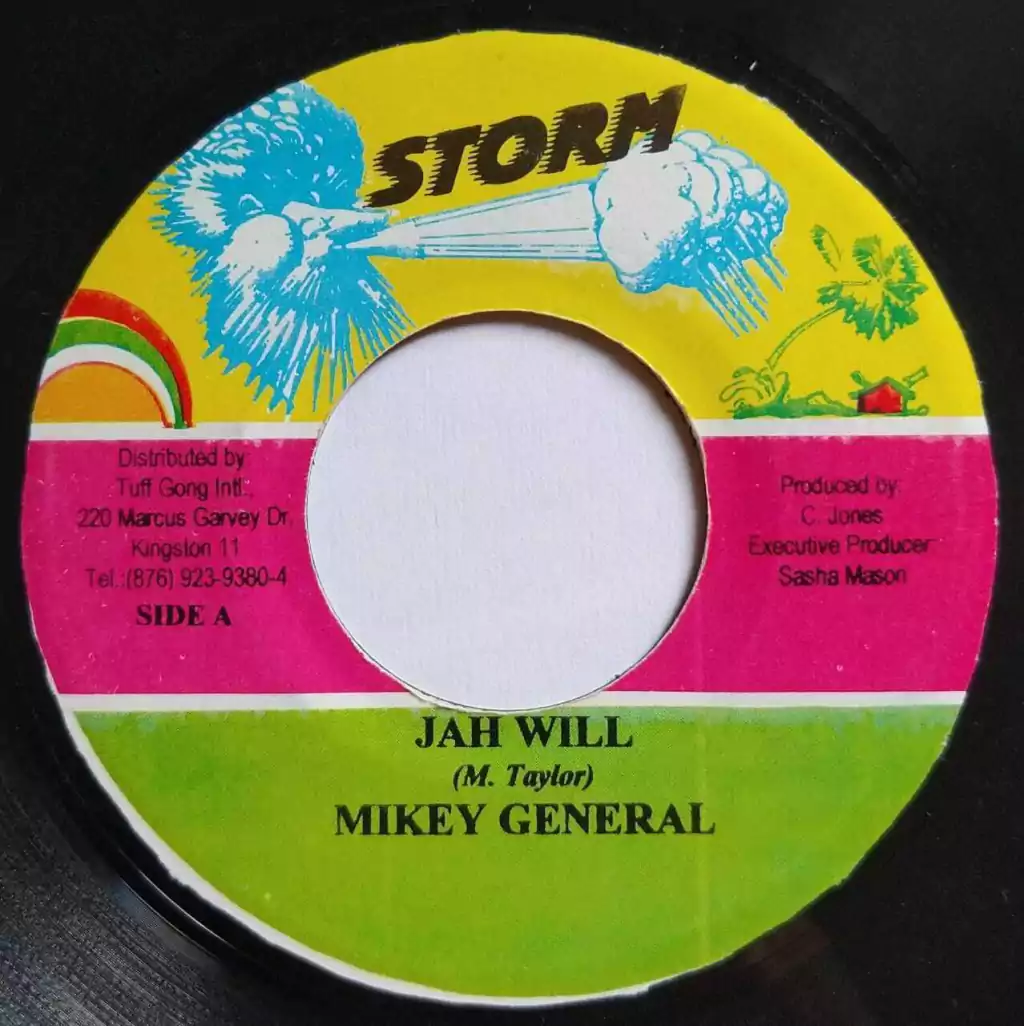 STORM
Distributed by:
Tuff Gong Intl.,
220 Marcus Garvey Dr,
Kingston 11
Tel.:(876) 923-9380-4
SIDE A
Produced by:
C. Jones
Executive Producer
Sasha Mason
JAH WILL
(M. Taylor)
MIKEY GENERAL